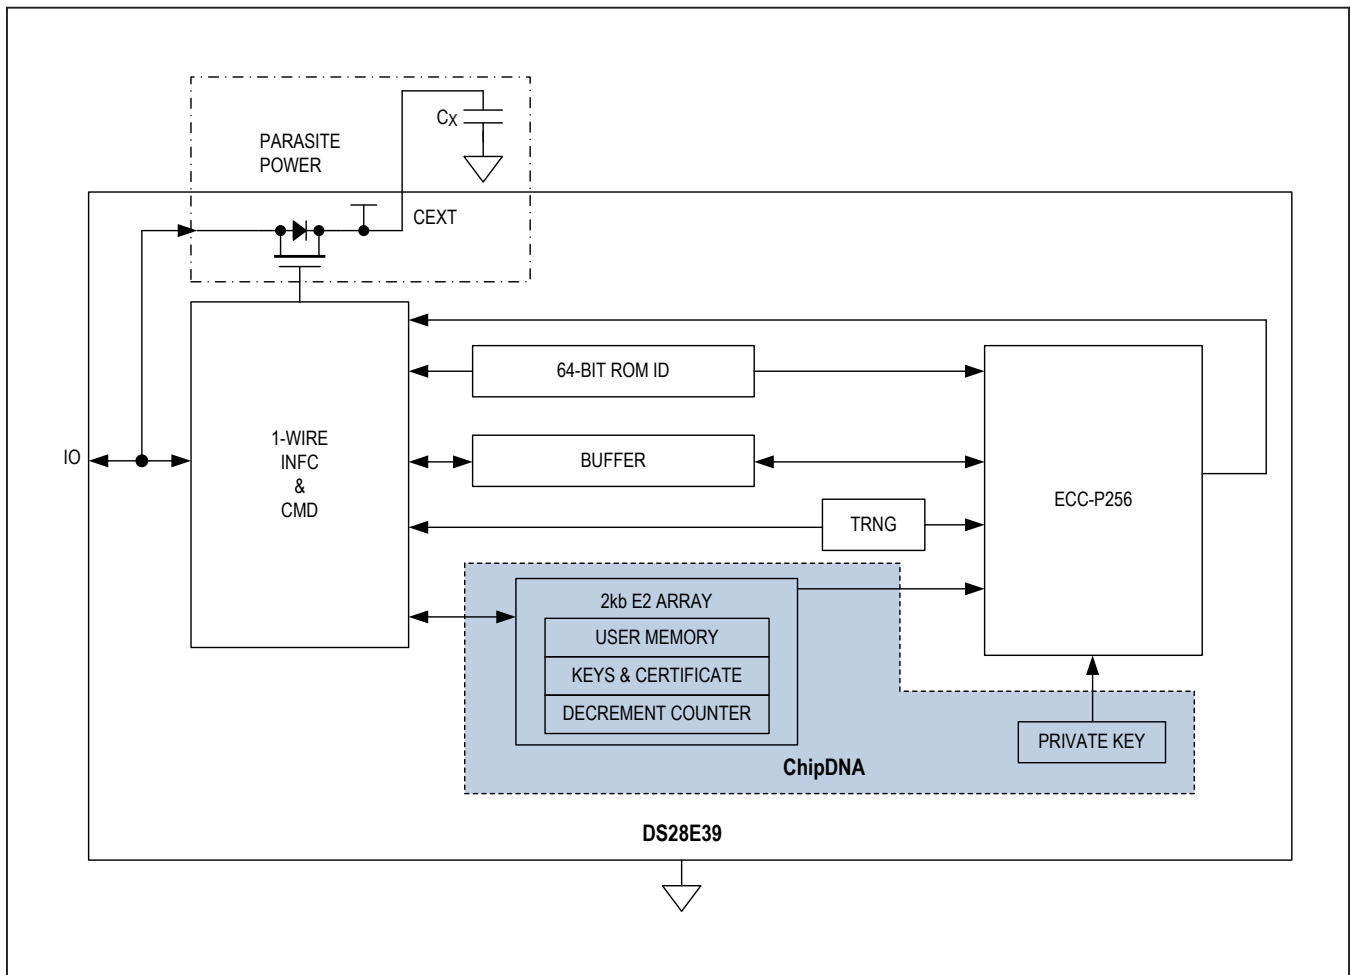 CX
PARASITE
POWER
CEXT
64-BIT ROM ID
1-WIRE
INFC
&
CMD
IO
BUFFER
ECC-P256
TRNG
2kb E2 ARRAY
USER MEMORY
KEYS & CERTIFICATE
DECREMENT COUNTER
PRIVATE KEY
ChipDNA
DS28E39